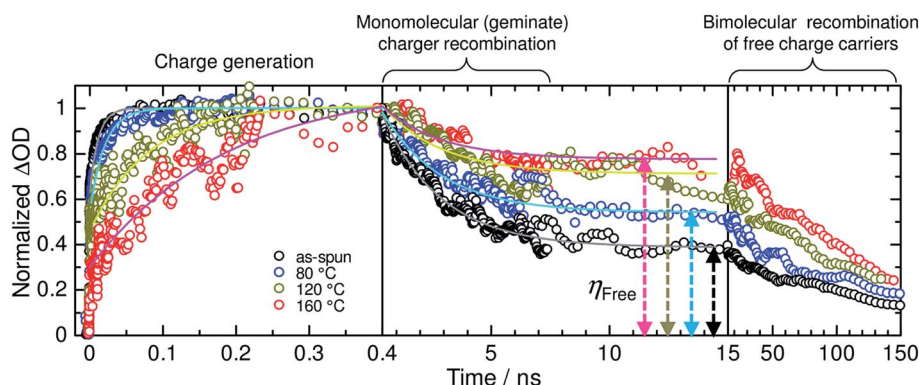 Monomolecular (geminate)
charger recombination
Bimolecular recombination
of free charge carriers
Charge generation
Normalized ΔOD
1
0.8
0.6
0.4
0.2
0
as-spun
80 °C
120 °C
160 °C
ηFree
0 0.1 0.2 0.3 0.4 5 10 15 50 100 150
Time / ns